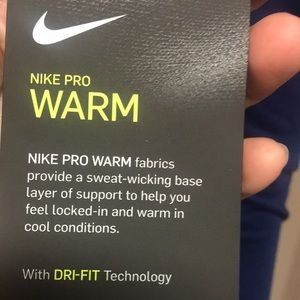 NIKE PRO
WARM
NIKE PRO WARM fabrics
provide a sweat-wicking base
layer of support to help you
feel locked-in and warm in
cool conditions.
With DRI-FIT Technology